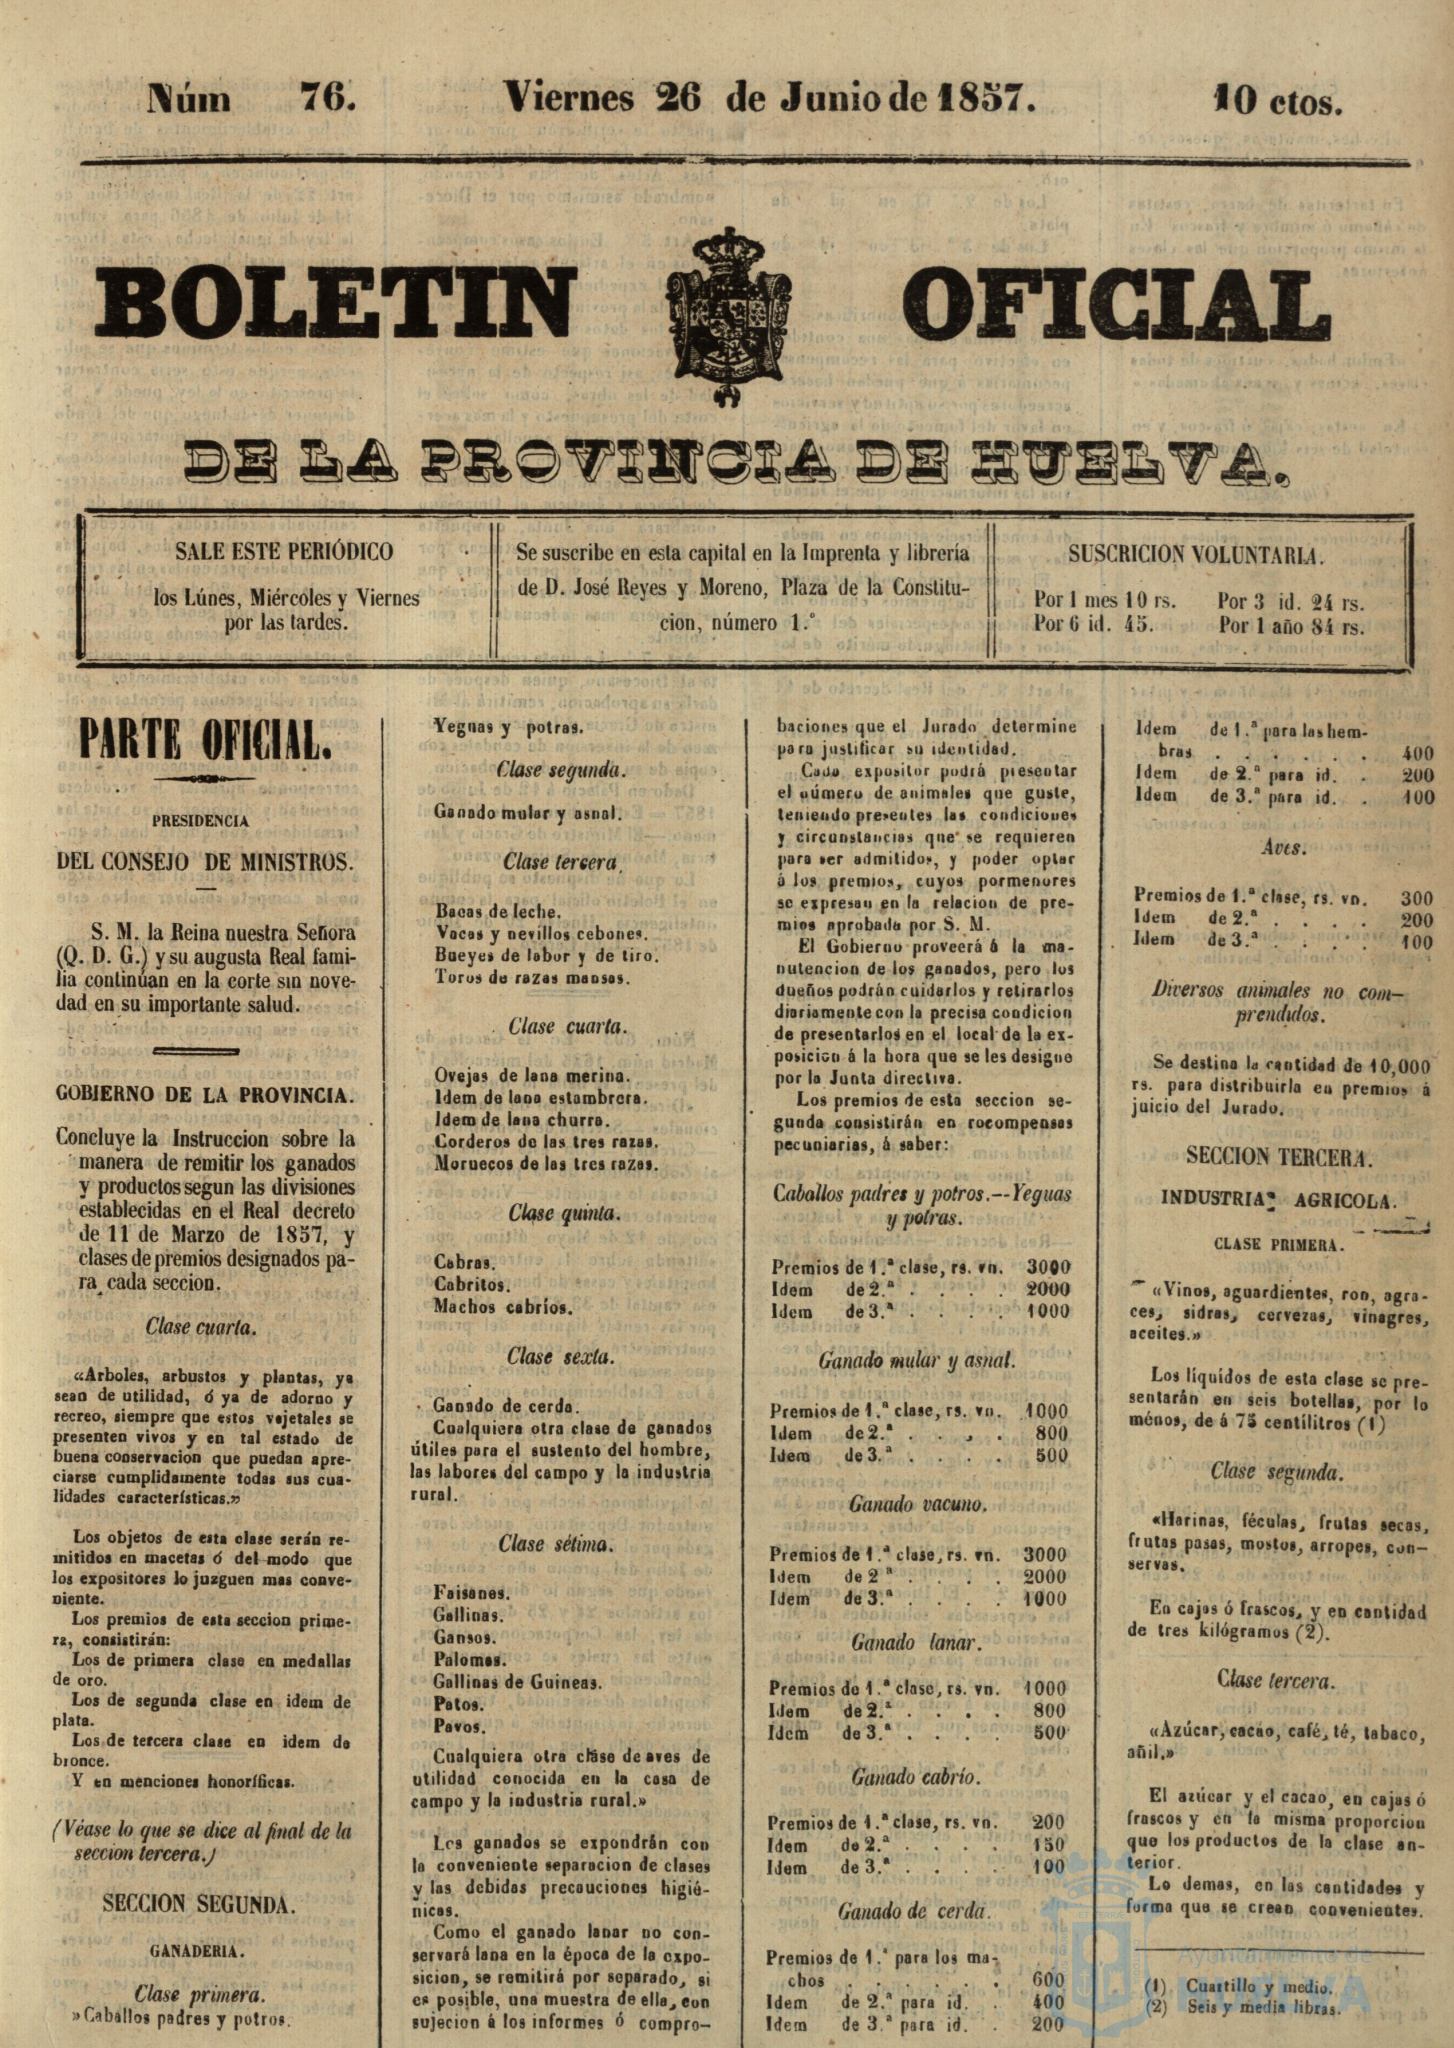 Núm 76. Viernes 26 de Junio de 1857. 10 ctos.
BOLETIN OFICIAL
DE LA PROVINCIA DE HUELVA.
SALE ESTE PERIÓDICO
los Lúnes, Miércoles y Viernes
por las tardes.
Se suscribe en esta capital en la Imprenta y librería
de D. José Reyes y Moreno, Plaza de la Constitu-
cion, número 1.º
SUSCRICION VOLUNTARIA.
Por 1 mes 10 rs. Por 3 id. 24 rs.
Por 6 id. 45. Por 1 año 84 rs.
PARTE OFICIAL.
PRESIDENCIA
DEL CONSEJO DE MINISTROS.
S. M. la Reina nuestra Señora
(Q. D. G.) y su augusta Real fami-
lia continúan en la corte sin nove-
dad en su importante salud.
GOBIERNO DE LA PROVINCIA.
Concluye la Instruccion sobre la
manera de remitir los ganados
y productos segun las divisiones
establecidas en el Real decreto
de 11 de Marzo de 1857, y
clases de premios designados pa-
ra cada seccion.
Clase cuarta.
«Arboles, arbustos y plantas, ya
sean de utilidad, ó ya de adorno y
recreo, siempre que estos vejetales se
presenten vivos y en tal estado de
buena conservacion que puedan apre-
ciarse cumplidamente todas sus cua-
lidades características.»
Los objetos de esta clase serán re-
mitidos en macetas ó del modo que
los expositores lo juzguen mas conve-
niente.
Los premios de esta seccion prime-
ra, consistirán:
Los de primera clase en medallas
de oro.
Los de segunda clase en idem de
plata.
Los de tercera clase en idem de
bronce.
Y en menciones honoríficas.
(Véase lo que se dice al final de la
seccion tercera.)
SECCION SEGUNDA.
GANADERIA.
Clase primera.
»Caballos padres y potros.
Yeguas y potras.
Clase segunda.
Ganado mular y asnal.
Clase tercera.
Bacas de leche.
Vacas y novillos cebones.
Bueyes de labor y de tiro.
Toros de razas mansas.
Clase cuarta.
Ovejas de lana merina.
Idem de lana estambrera.
Idem de lana churra.
Corderos de las tres razas.
Moruecos de las tres razas.
Clase quinta.
Cabras.
Cabritos.
Machos cabríos.
Clase sexta.
Ganado de cerda.
Cualquiera otra clase de ganados
útiles para el sustento del hombre,
las labores del campo y la industria
rural.
Clase sétima.
Faisanes.
Gallinas.
Gansos.
Palomas.
Gallinas de Guineas.
Patos.
Pavos.
Cualquiera otra clase de aves de
utilidad conocida en la casa de
campo y la industria rural.»
Los ganados se expondrán con
la conveniente separacion de clases
y las debidas precauciones higié-
nicas.
Como el ganado lanar no con-
servará lana en la época de la expo-
sicion, se remitirá por separado, si
es posible, una muestra de ella, con
sujecion á los informes ó compro-
baciones que el Jurado determine
para justificar su identidad.
Cada expositor podrá presentar
el número de animales que guste,
teniendo presentes las condiciones
y circunstancias que se requieren
para ser admitidos, y poder optar
á los premios, cuyos pormenores
se expresan en la relacion de pre-
mios aprobada por S. M.
El Gobierno proveerá á la ma-
nutencion de los ganados, pero los
dueños podrán cuidarlos y retirarlos
diariamente con la precisa condicion
de presentarlos en el local de la ex-
posicion á la hora que se les designe
por la Junta directiva.
Los premios de esta seccion se-
gunda consistirán en recompensas
pecuniarias, á saber:
Caballos padres y potros.--Yeguas
y potras.
Premios de 1.ª clase, rs. vn. 3000
Idem de 2.ª . . . . 2000
Idem de 3.ª . . . . 1000
Ganado mular y asnal.
Premios de 1.ª clase, rs. vn. 1000
Idem de 2.ª . . . . 800
Idem de 3.ª . . . . 500
Ganado vacuno.
Premios de 1.ª clase, rs. vn. 3000
Idem de 2ª . . . . 2000
Idem de 3.ª . . . . 1000
Ganado lanar.
Premios de 1.ª clase, rs. vn. 1000
Idem de 2.ª . . . . 800
Idem de 3.ª . . . . 500
Ganado cabrío.
Premios de 1.ª clase, rs. vn. 200
Idem de 2.ª . . . . 150
Idem de 3.ª . . . . 100
Ganado de cerda.
Premios de 1.ª para los ma-
chos . . . . . . 600
Idem de 2.ª para id. . 400
Idem de 3.ª para id. . 200
Idem de 1.ª para las hem-
bras . . . . . . 400
Idem de 2.ª para id. . 200
Idem de 3.ª para id. . 100
Aves.
Premios de 1.ª clase, rs. vn. 300
Idem de 2.ª . . . . 200
Idem de 3.ª . . . . 100
Diversos animales no com-
prendidos.
Se destina la cantidad de 10,000
rs. para distribuirla en premios á
juicio del Jurado.
SECCION TERCERA.
INDUSTRIA AGRICOLA.
CLASE PRIMERA.
«Vinos, aguardientes, ron, agra-
ces, sidras, cervezas, vinagres,
aceites.»
Los líquidos de esta clase se pre-
sentarán en seis botellas, por lo
ménos, de á 75 centílitros (1)
Clase segunda.
«Harinas, féculas, frutas secas,
frutas pasas, mostos, arropes, con-
servas.
En cajas ó frascos, y en cantidad
de tres kilógramos (2).
Clase tercera.
«Azúcar, cacao, café, té, tabaco,
añil.»
El azúcar y el cacao, en cajas ó
frascos y en la misma proporcion
que los productos de la clase an-
terior.
Lo demas, en las cantidades y
forma que se crean convenientes.
(1) Cuartillo y medio.
(2) Seis y media libras.